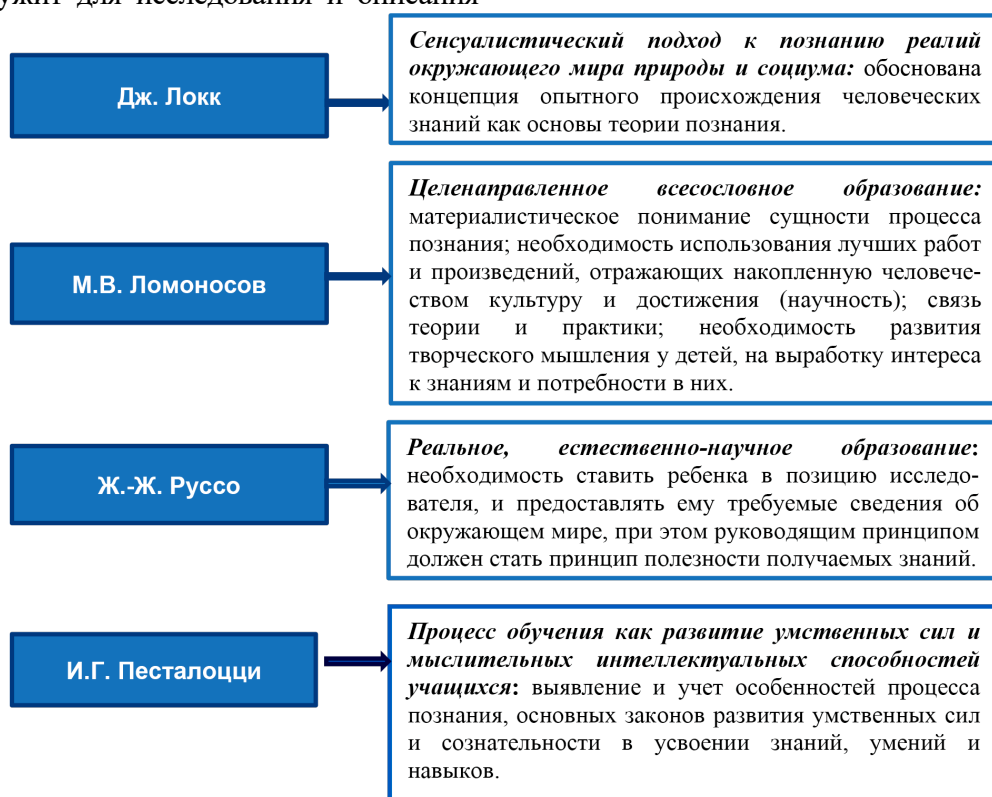 ужит для исследования и описания
Дж. Локк
Сенсуалистический подход к познанию реалий
окружающего мира природы и социума: обоснована
концепция опытного происхождения человеческих
знаний как основы теории познания.
М.В. Ломоносов
Целенаправленное всесословное образование:
материалистическое понимание сущности процесса
познания; необходимость использования лучших работ
и произведений, отражающих накопленную человече-
ством культуру и достижения (научность); связь
теории и практики; необходимость развития
творческого мышления у детей, на выработку интереса
к знаниям и потребности в них.
Ж.-Ж. Руссо
Реальное, естественно-научное образование:
необходимость ставить ребенка в позицию исследо-
вателя, и предоставлять ему требуемые сведения об
окружающем мире, при этом руководящим принципом
должен стать принцип полезности получаемых знаний.
И.Г. Песталоцци
Процесс обучения как развитие умственных сил и
мыслительных интеллектуальных способностей
учащихся: выявление и учет особенностей процесса
познания, основных законов развития умственных сил
и сознательности в усвоении знаний, умений и
навыков.